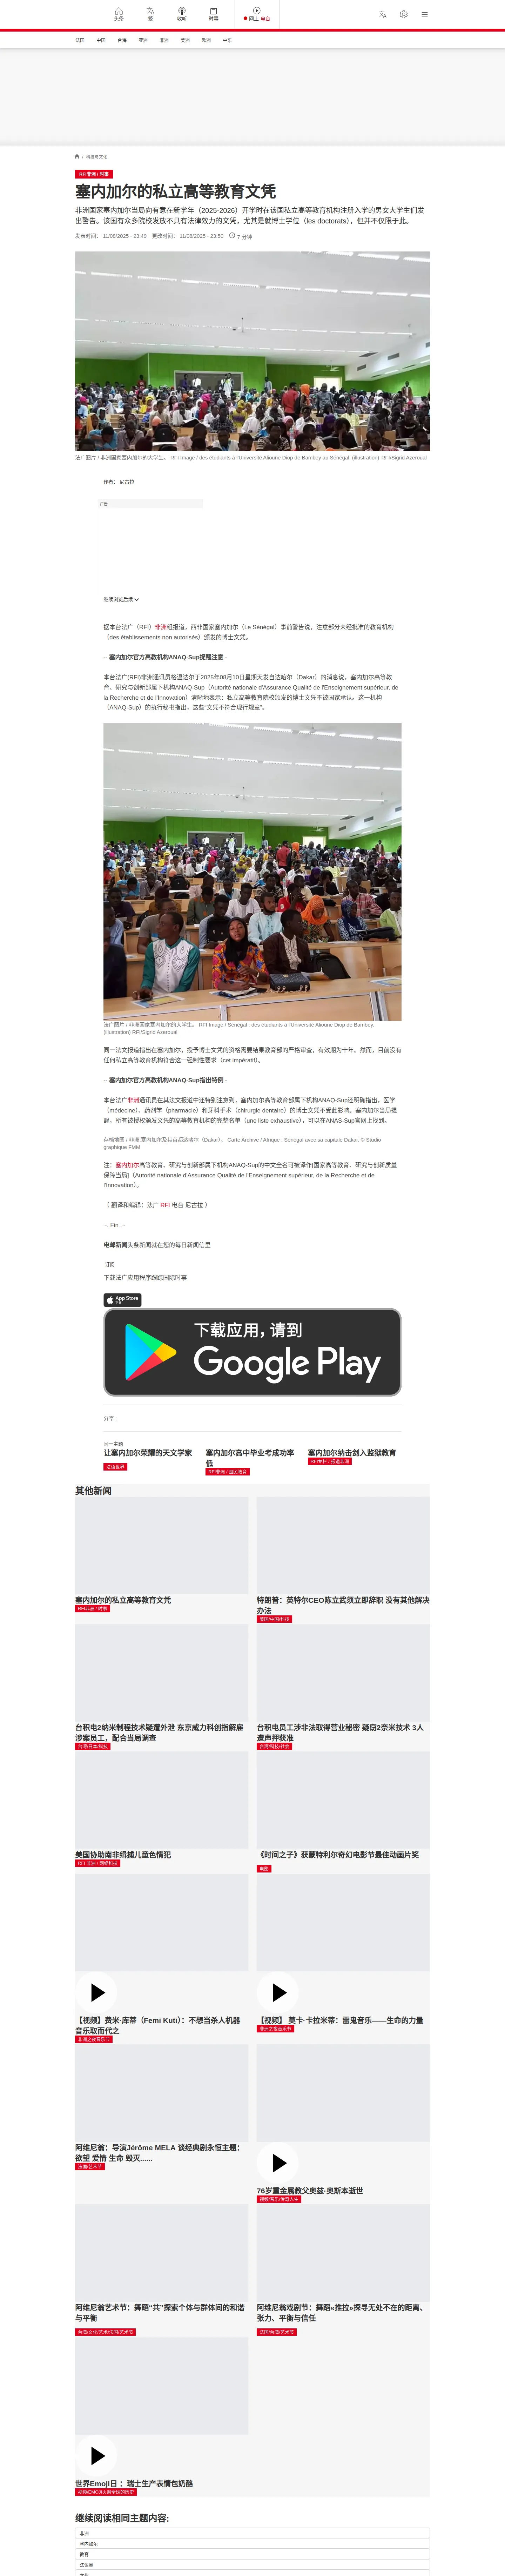 头条
繁
收听
时事
网上 电台
法国
中国
台海
亚洲
非洲
美洲
欧洲
中东
/ 科技与文化
RFI非洲 / 时事
塞内加尔的私立高等教育文凭
非洲国家塞内加尔当局向有意在新学年（2025-2026）开学时在该国私立高等教育机构注册入学的男女大学生们发
出警告。该国有众多院校发放不具有法律效力的文凭，尤其是就博士学位（les doctorats），但并不仅限于此。
发表时间： 11/08/2025 - 23:49 更改时间： 11/08/2025 - 23:50 7 分钟
法广图片 / 非洲国家塞内加尔的大学生。 RFI Image / des étudiants à l'Université Alioune Diop de Bambey au Sénégal. (illustration) RFI/Sigrid Azeroual
作者： 尼古拉
广告
继续浏览后续
据本台法广（RFI）非洲组报道，西非国家塞内加尔（Le Sénégal）事前警告说，注意部分未经批准的教育机构
（des établissements non autorisés）颁发的博士文凭。
-- 塞内加尔官方高教机构ANAQ-Sup提醒注意 -
本台法广(RFI)非洲通讯员格温达尔于2025年08月10日星期天发自达喀尔（Dakar）的消息说，塞内加尔高等教
育、研究与创新部属下机构ANAQ-Sup（Autorité nationale d'Assurance Qualité de l'Enseignement supérieur, de
la Recherche et de l'Innovation）清晰地表示：私立高等教育院校颁发的博士文凭不被国家承认。这一机构
（ANAQ-Sup）的执行秘书指出，这些“文凭不符合现行规章”。
法广图片 / 非洲国家塞内加尔的大学生。 RFI Image / Sénégal : des étudiants à l'Université Alioune Diop de Bambey.
(illustration) RFI/Sigrid Azeroual
同一法文报道指出在塞内加尔，授予博士文凭的资格需要结果教育部的严格审查，有效期为十年。然而，目前没有
任何私立高等教育机构符合这一强制性要求（cet impératif）。
-- 塞内加尔官方高教机构ANAQ-Sup指出特例 -
本台法广非洲通讯员在其法文报道中还特别注意到，塞内加尔高等教育部属下机构ANAQ-Sup还明确指出，医学
（médecine）、药剂学（pharmacie）和牙科手术（chirurgie dentaire）的博士文凭不受此影响。塞内加尔当局提
醒，所有被授权颁发文凭的高等教育机构的完整名单（une liste exhaustive），可以在ANAS-Sup官网上找到。
存档地图 / 非洲:塞内加尔及其首都达喀尔（Dakar）。 Carte Archive / Afrique : Sénégal avec sa capitale Dakar. © Studio
graphique FMM
注：塞内加尔高等教育、研究与创新部属下机构ANAQ-Sup的中文全名可被译作[国家高等教育、研究与创新质量
保障当局]（Autorité nationale d'Assurance Qualité de l'Enseignement supérieur, de la Recherche et de
l'Innovation)。
（ 翻译和编辑：法广 RFI 电台 尼古拉 ）
~. Fin .~
电邮新闻头条新闻就在您的每日新闻信里
订阅
下载法广应用程序跟踪国际时事
App Store
下载
下载应用，请到
Google Play
分享 :
同一主题
让塞内加尔荣耀的天文学家
法语世界
塞内加尔高中毕业考成功率
低
RFI非洲 / 国民教育
塞内加尔纳击剑入监狱教育
RFI专栏 / 报道非洲
其他新闻
塞内加尔的私立高等教育文凭
RFI非洲 / 时事
特朗普：英特尔CEO陈立武须立即辞职 没有其他解决
办法
美国/中国/科技
台积电2纳米制程技术疑遭外泄 东京威力科创指解雇
涉案员工，配合当局调查
台湾/日本/科技
台积电员工涉非法取得营业秘密 疑窃2奈米技术 3人
遭声押获准
台湾/科技/社会
美国协助南非缉捕儿童色情犯
RFI 非洲 / 网络科技
《时间之子》获蒙特利尔奇幻电影节最佳动画片奖
电影
【视频】费米·库蒂（Femi Kuti）：不想当杀人机器
音乐取而代之
非洲之夜音乐节
【视频】 莫卡·卡拉米蒂：雷鬼音乐——生命的力量
非洲之夜音乐节
阿维尼翁：导演Jérôme MELA 谈经典剧永恒主题：
欲望 爱情 生命 毁灭......
法国/艺术节
76岁重金属教父奥兹·奥斯本逝世
视频/音乐/传奇人生
阿维尼翁艺术节：舞蹈“共”探索个体与群体间的和谐
与平衡
台湾/文化/艺术/法国/艺术节
阿维尼翁戏剧节：舞蹈«推拉»探寻无处不在的距离、
张力、平衡与信任
法国/台湾/艺术节
世界Emoji日 ：瑞士生产表情包奶酪
继续阅读相同主题内容:
非洲
塞内加尔
教育
法语圈